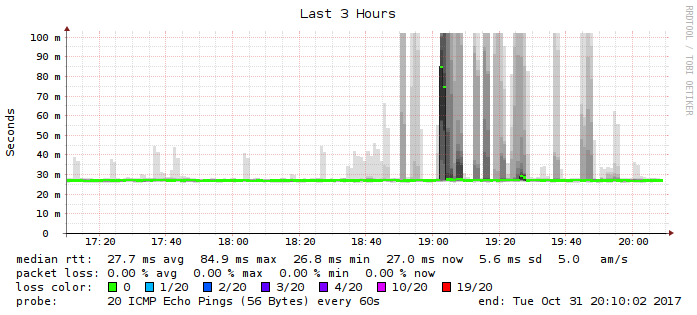 Last 3 Hours
RRDTOOL / TOBI OETIKER
Seconds
100 m
90 m
80 m
70 m
60 m
50 m
40 m
30 m
20 m
10 m
0
17:20 17:40 18:00 18:20 18:40 19:00 19:20 19:40 20:00
median rtt: 27.7 ms avg 84.9 ms max 26.8 ms min 27.0 ms now 5.6 ms sd 5.0 am/s
packet loss: 0.00 % avg 0.00 % max 0.00 % min 0.00 % now
loss color: 0 1/20 2/20 3/20 4/20 10/20 19/20
probe: 20 ICMP Echo Pings (56 Bytes) every 60s end: Tue Oct 31 20:10:02 2017